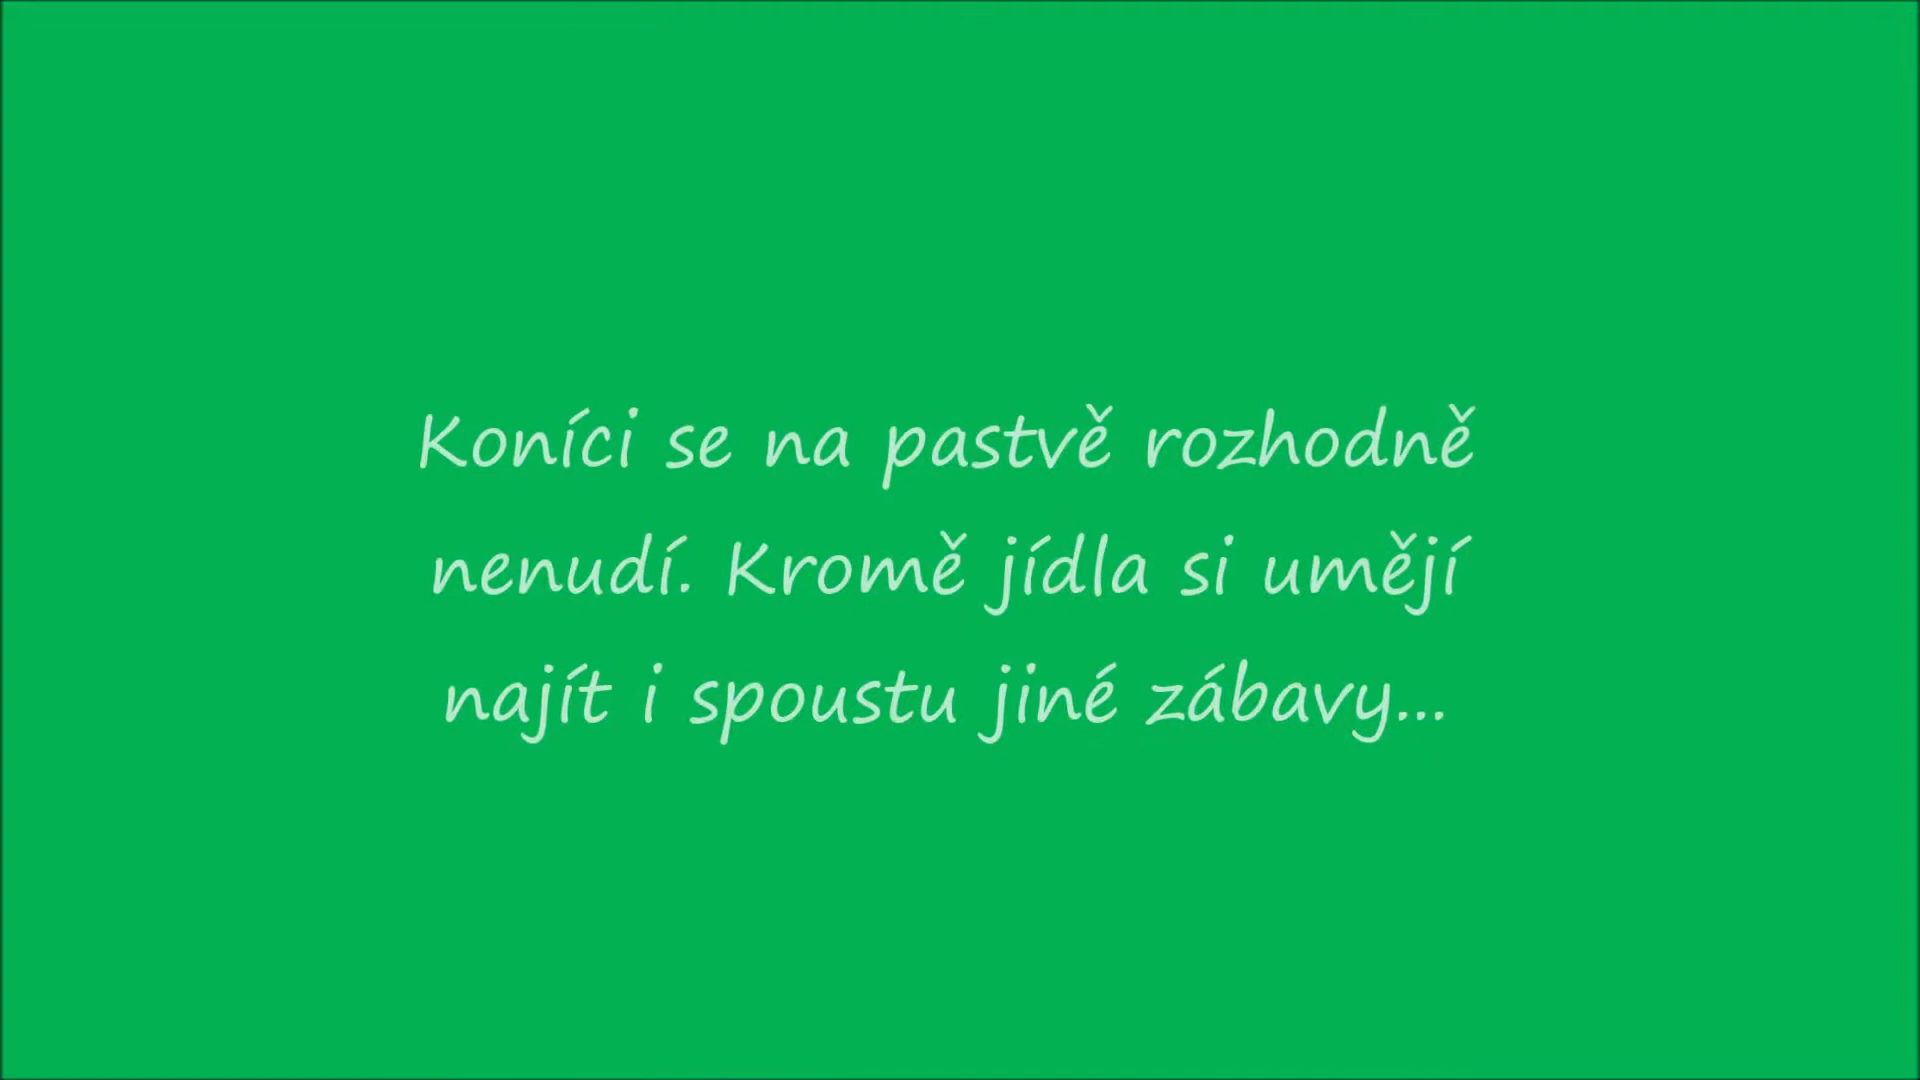 Koníci se na pastvě rozhodně
nenudí. Kromě jídla si umějí
najít i spoustu jiné zábavy...